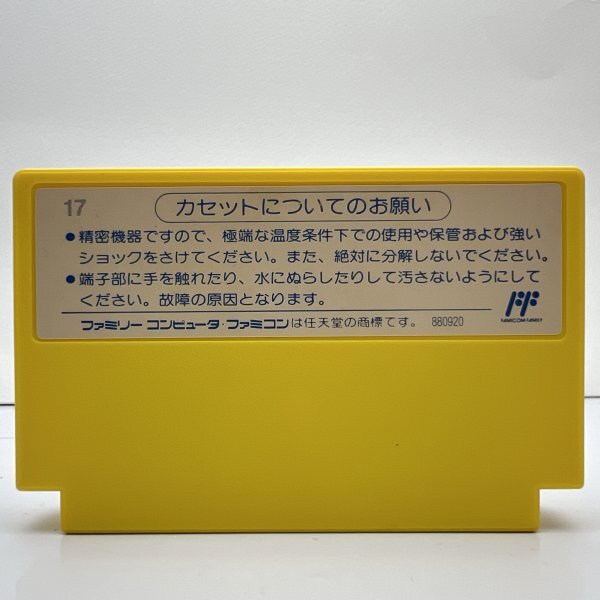 17
カセットについてのお願い
●精密機器ですので、極端な温度条件下での使用や保管および強い
ショックをさけてください。また、絶対に分解しないでください。
●端子部に手を触れたり、水にぬらしたりして汚さないようにして
ください。故障の原因となります。
FAMICOM FAMILY
ファミリー コンピュータ・ファミコンは任天堂の商標です。 880920